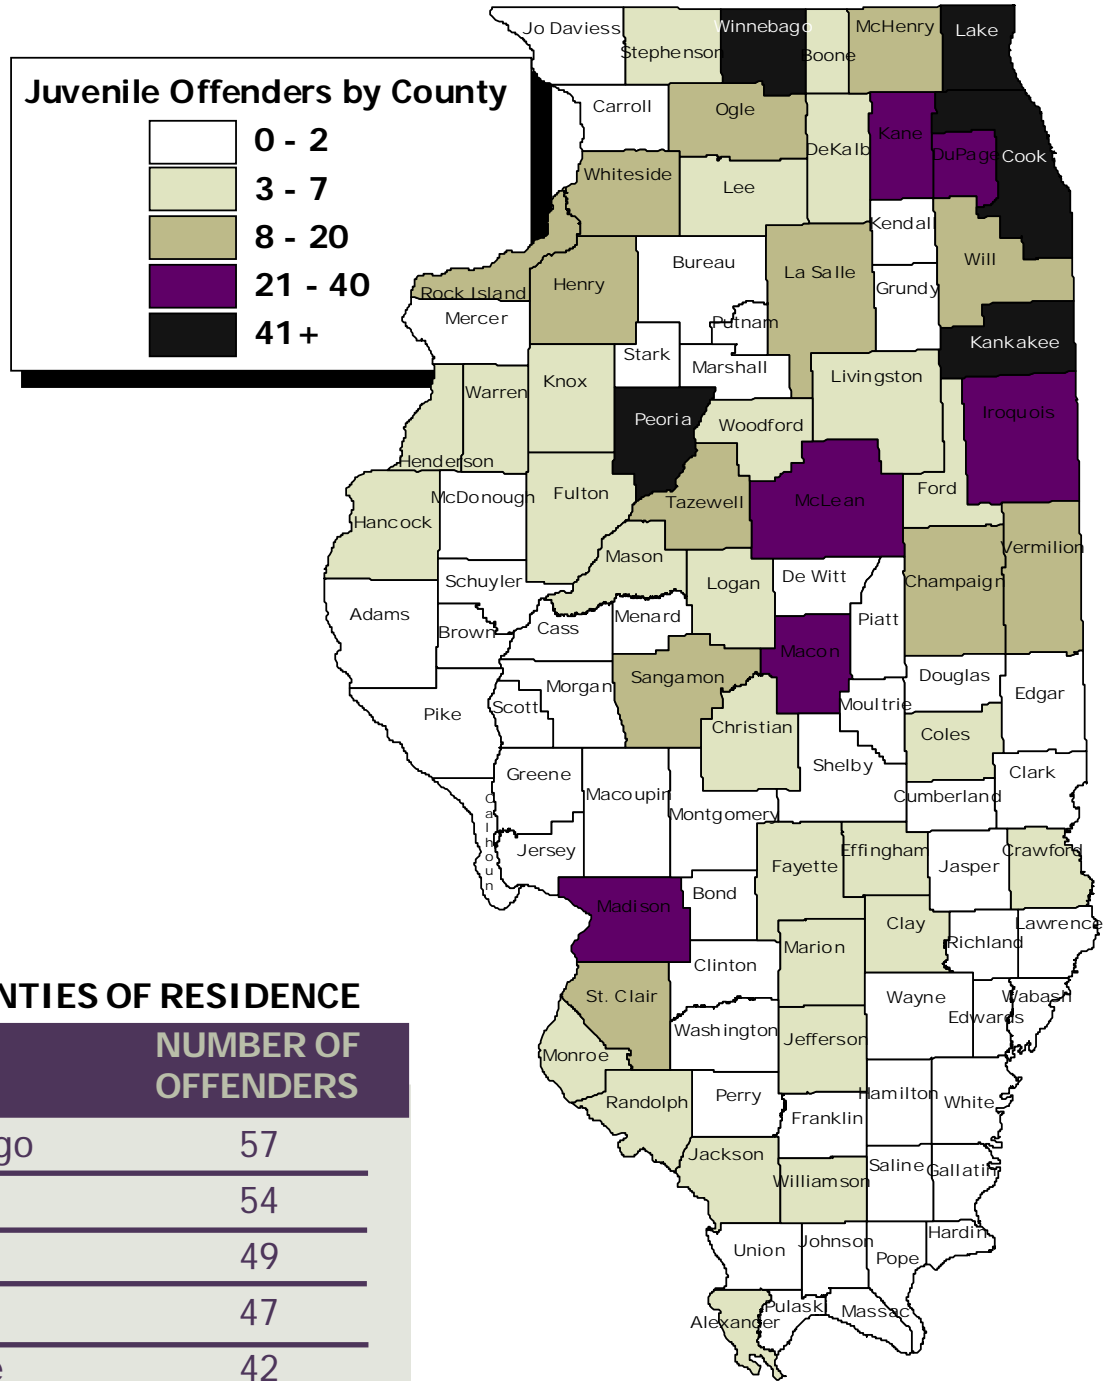 Juvenile Offenders by County
0 - 2
3 - 7
8 - 20
21 - 40
41+
Jo Daviess
Stephenson
Winnebago
Boone
McHenry
Lake
Carroll
Ogle
DeKalb
Kane
DuPage
Cook
Whiteside
Lee
Kendall
Will
Rock Island
Henry
Bureau
La Salle
Grundy
Mercer
Putnam
Kankakee
Stark
Marshall
Livingston
Iroquois
Warren
Knox
Peoria
Woodford
Henderson
McDonough
Fulton
Tazewell
McLean
Ford
Hancock
Mason
Vermilion
Schuyler
Logan
De Witt
Champaign
Adams
Brown
Cass
Menard
Piatt
Macon
Sangamon
Douglas
Edgar
Pike
Scott
Morgan
Christian
Moultrie
Coles
Greene
Shelby
Clark
Calhoun
Macoupin
Montgomery
Cumberland
Jersey
Fayette
Effingham
Jasper
Crawford
Madison
Bond
Clay
Richland
Lawrence
Marion
Clinton
St. Clair
Wayne
Edwards
Wabash
Washington
Jefferson
Monroe
Randolph
Perry
Franklin
Hamilton
White
Jackson
Williamson
Saline
Gallatin
Union
Johnson
Pope
Hardin
Alexander
Pulaski
Massac
NTIES OF RESIDENCE
NUMBER OF
OFFENDERS
go 57
54
49
47
e 42